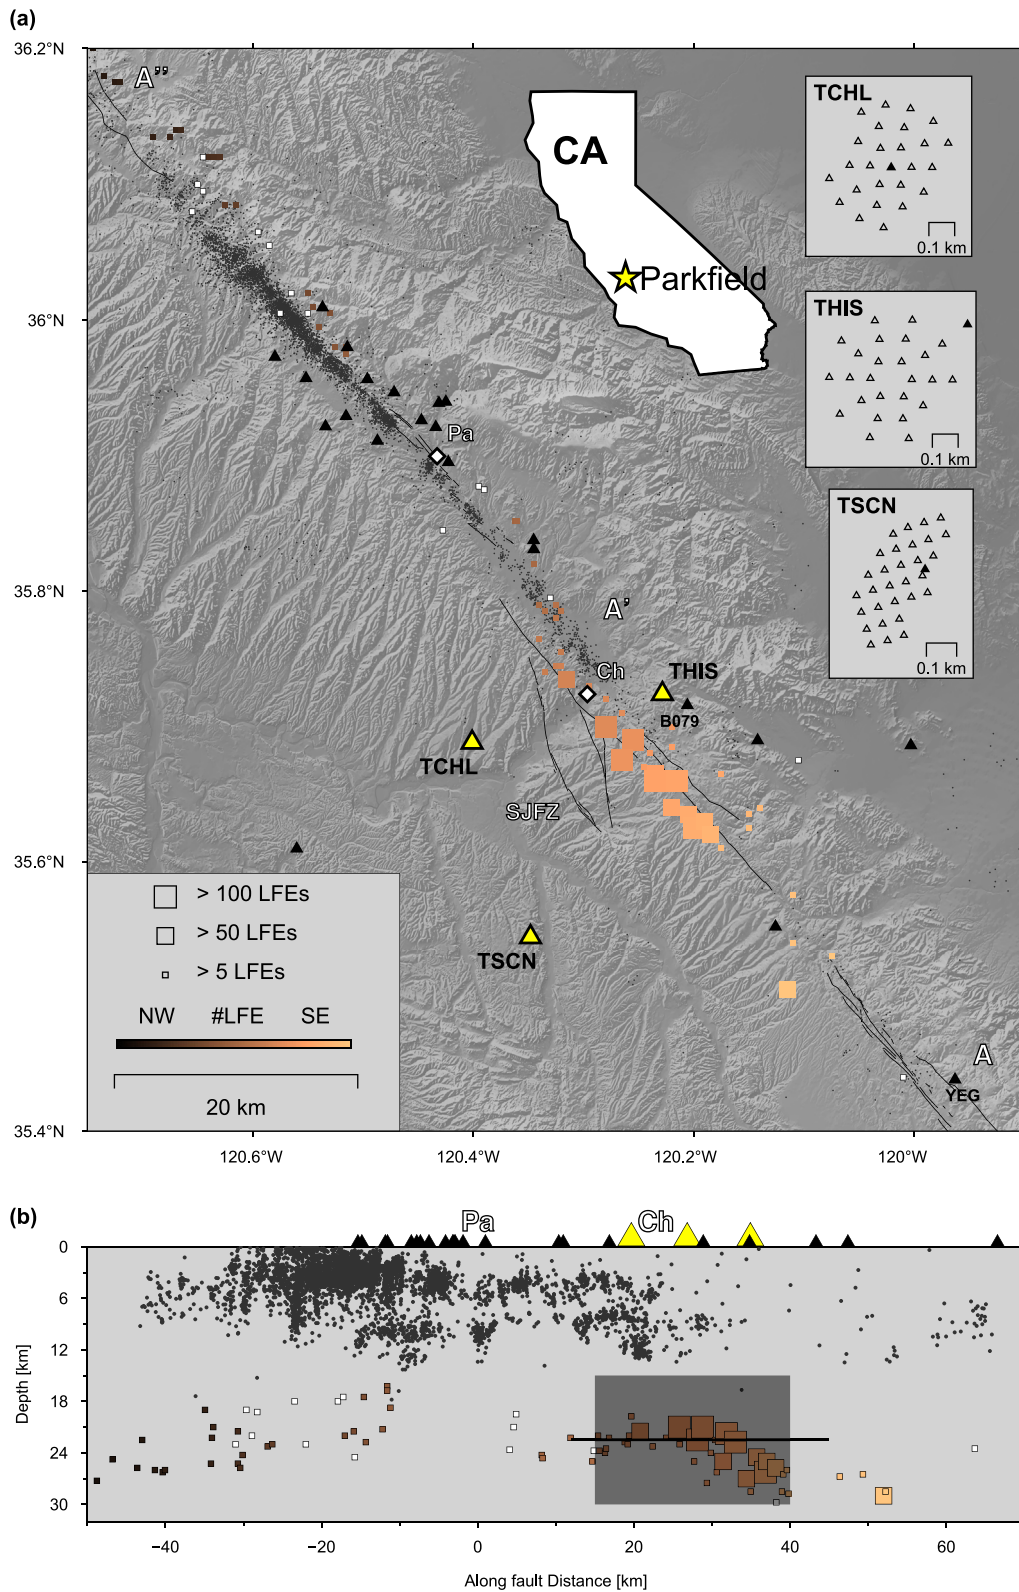 (a)
36.2°N
36°N
35.8°N
35.6°N
35.4°N
A’’
CA
Parkfield
TCHL
0.1 km
THIS
0.1 km
TSCN
0.1 km
Pa
A’
Ch
THIS
B079
TCHL
SJFZ
TSCN
A
YEG
> 100 LFEs
> 50 LFEs
> 5 LFEs
NW #LFE SE
20 km
120.6°W 120.4°W 120.2°W 120°W
(b)
Pa Ch
0
6
12
18
24
30
Depth [km]
−40 −20 0 20 40 60
Along fault Distance [km]